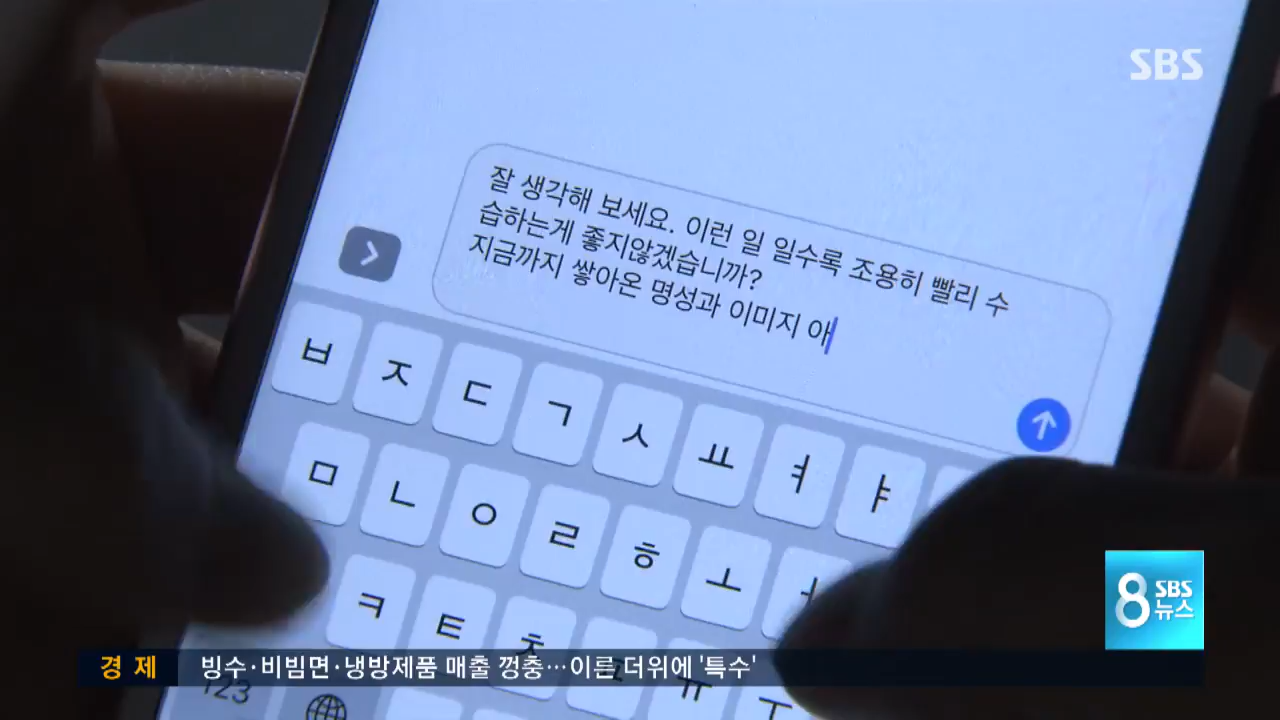 SBS
잘 생각해 보세요. 이런 일 일수록 조용히 빨리 수
습하는게 좋지않겠습니까?
지금까지 쌓아온 명성과 이미지 아
ㅂ ㅈ ㄷ ㄱ ㅅ ㅛ ㅕ ㅑ
ㅁ ㄴ ㅇ ㄹ ㅎ ㅗ ㅓ
ㅋ ㅌ ㅊ ㅍ ㅠ ㅜ
123
8 SBS
뉴스
경제 빙수·비빔면·냉방제품 매출 껑충…이른 더위에 '특수'